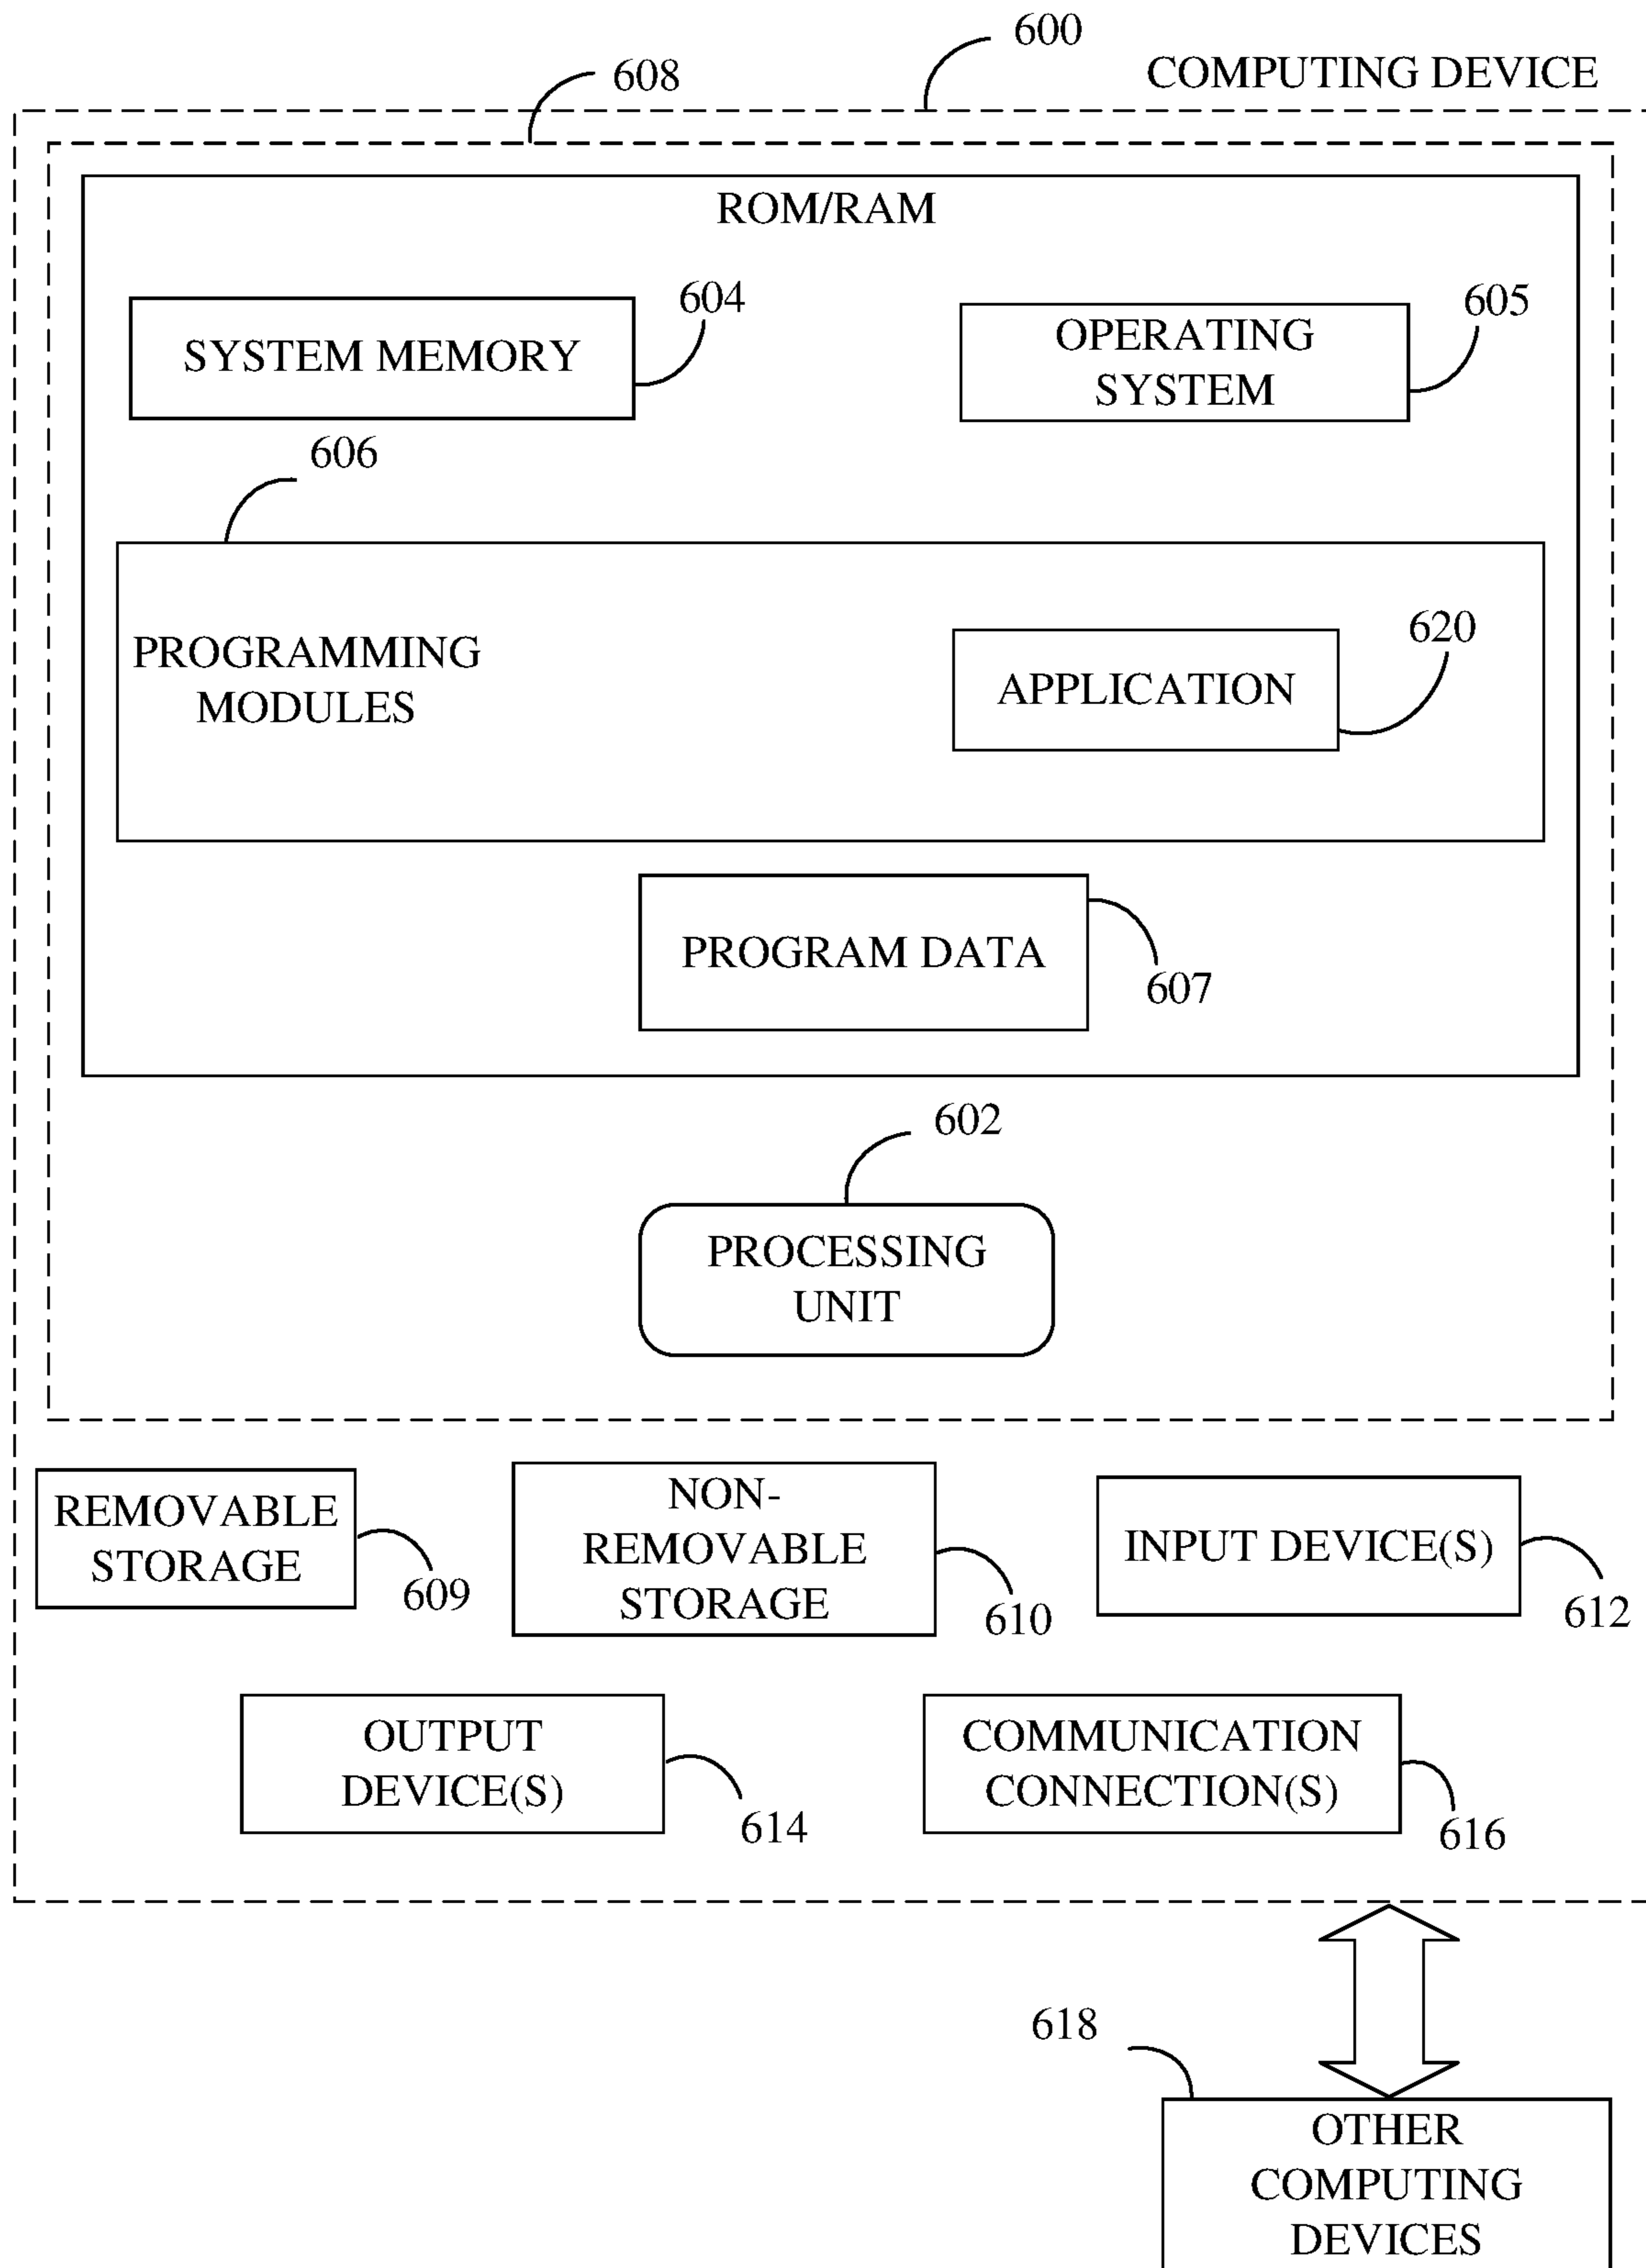 600
COMPUTING DEVICE
608
ROM/RAM
604
SYSTEM MEMORY
605
OPERATING
SYSTEM
606
PROGRAMMING
MODULES
620
APPLICATION
PROGRAM DATA
607
602
PROCESSING
UNIT
REMOVABLE
STORAGE
609
NON-
REMOVABLE
STORAGE
610
INPUT DEVICE(S)
612
OUTPUT
DEVICE(S)
614
COMMUNICATION
CONNECTION(S)
616
618
OTHER
COMPUTING
DEVICES